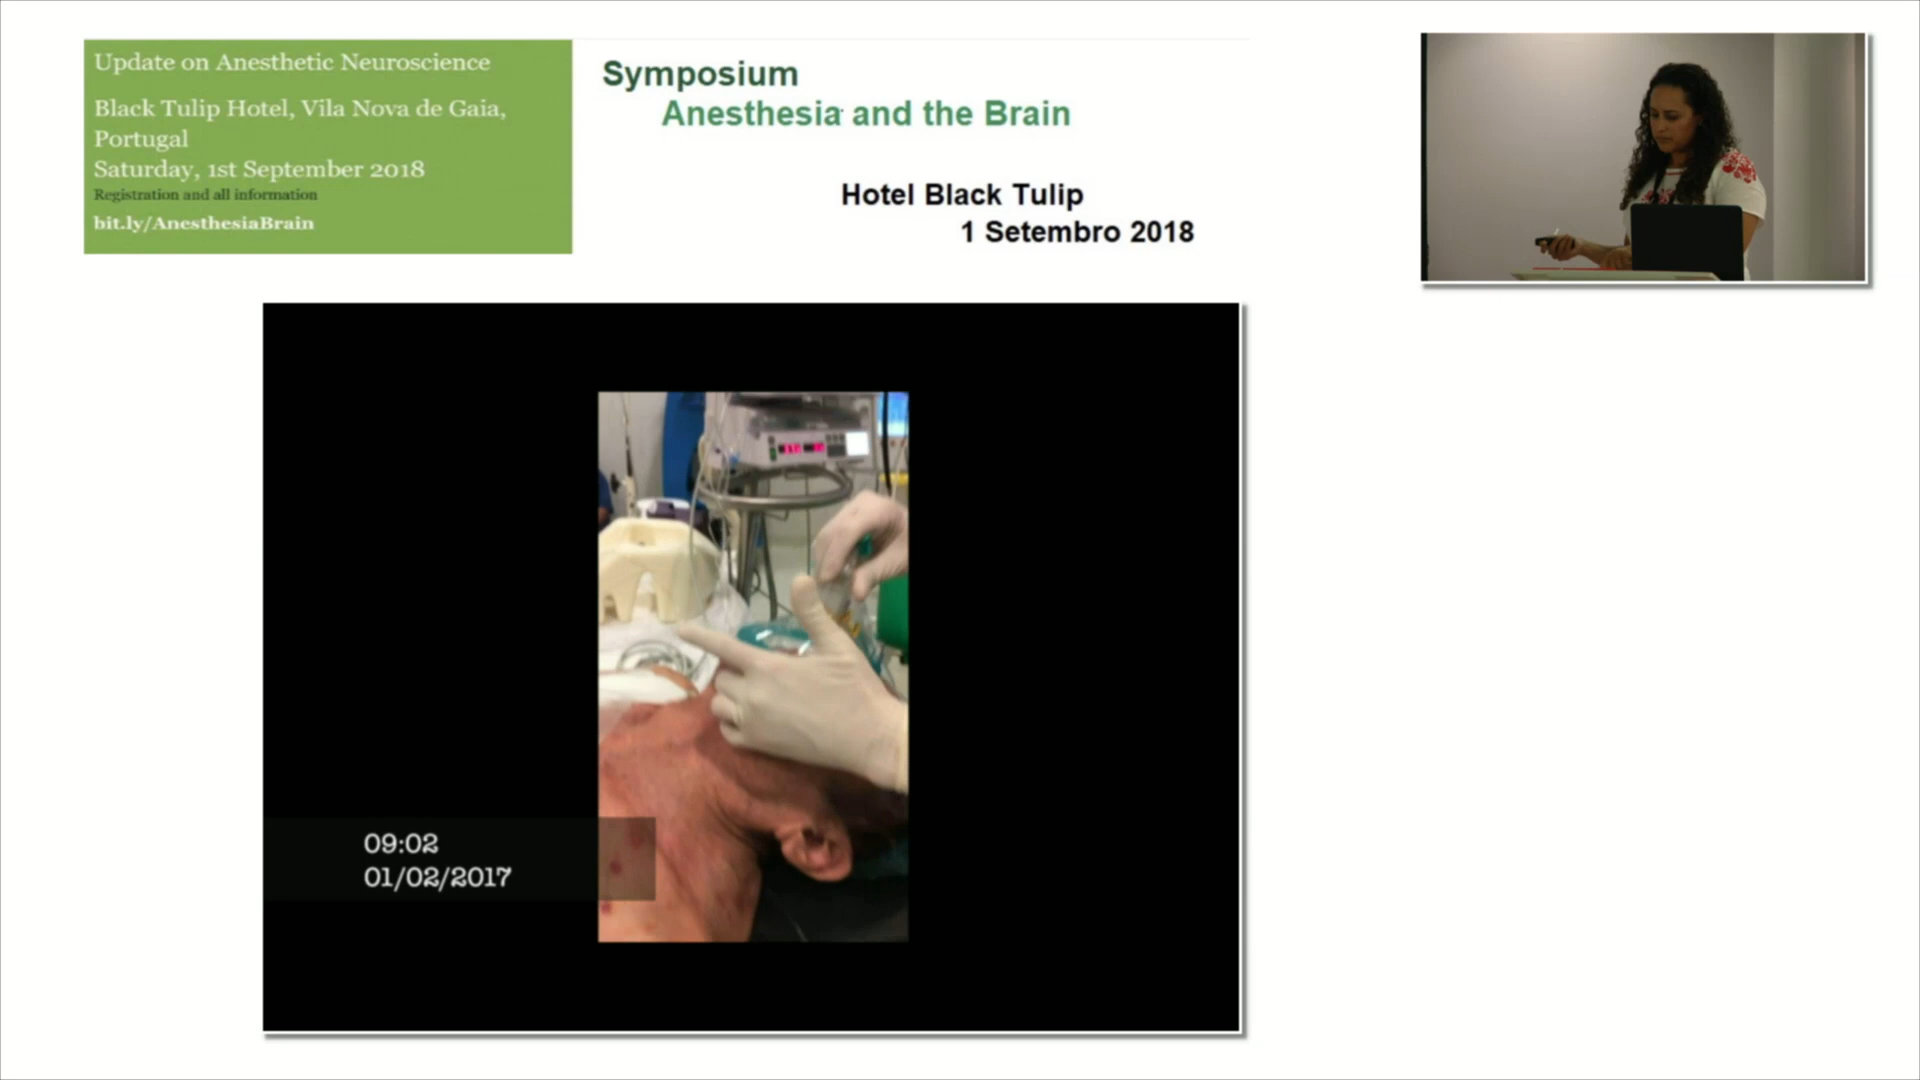 Update on Anesthetic Neuroscience
Black Tulip Hotel, Vila Nova de Gaia,
Portugal
Saturday, 1st September 2018
Registration and all information
bit.ly/AnesthesiaBrain
Symposium
Anesthesia and the Brain
Hotel Black Tulip
1 Setembro 2018
09:02
01/02/2017